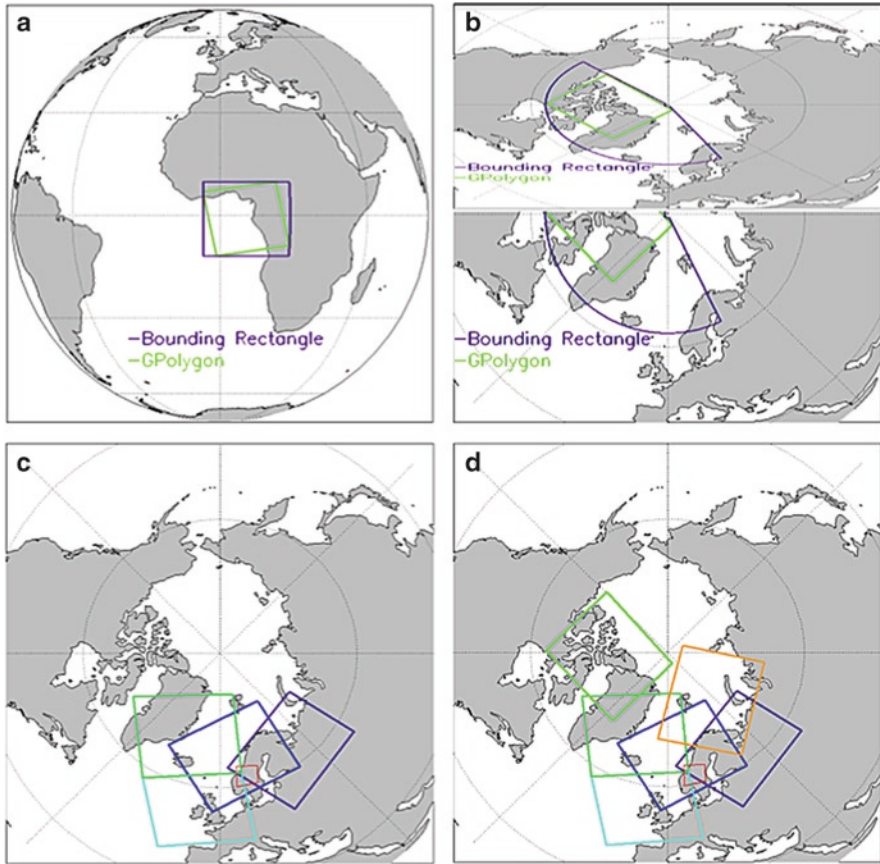 a
—Bounding Rectangle
—GPolygon
b
—Bounding Rectangle
—GPolygon
—Bounding Rectangle
—GPolygon
c
d